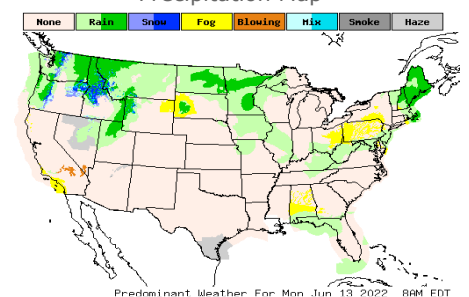 Precipitation Map
None Rain Snow Fog Blowing Mix Smoke Haze
Predominant Weather For Mon Jun 13 2022 8AM EDT